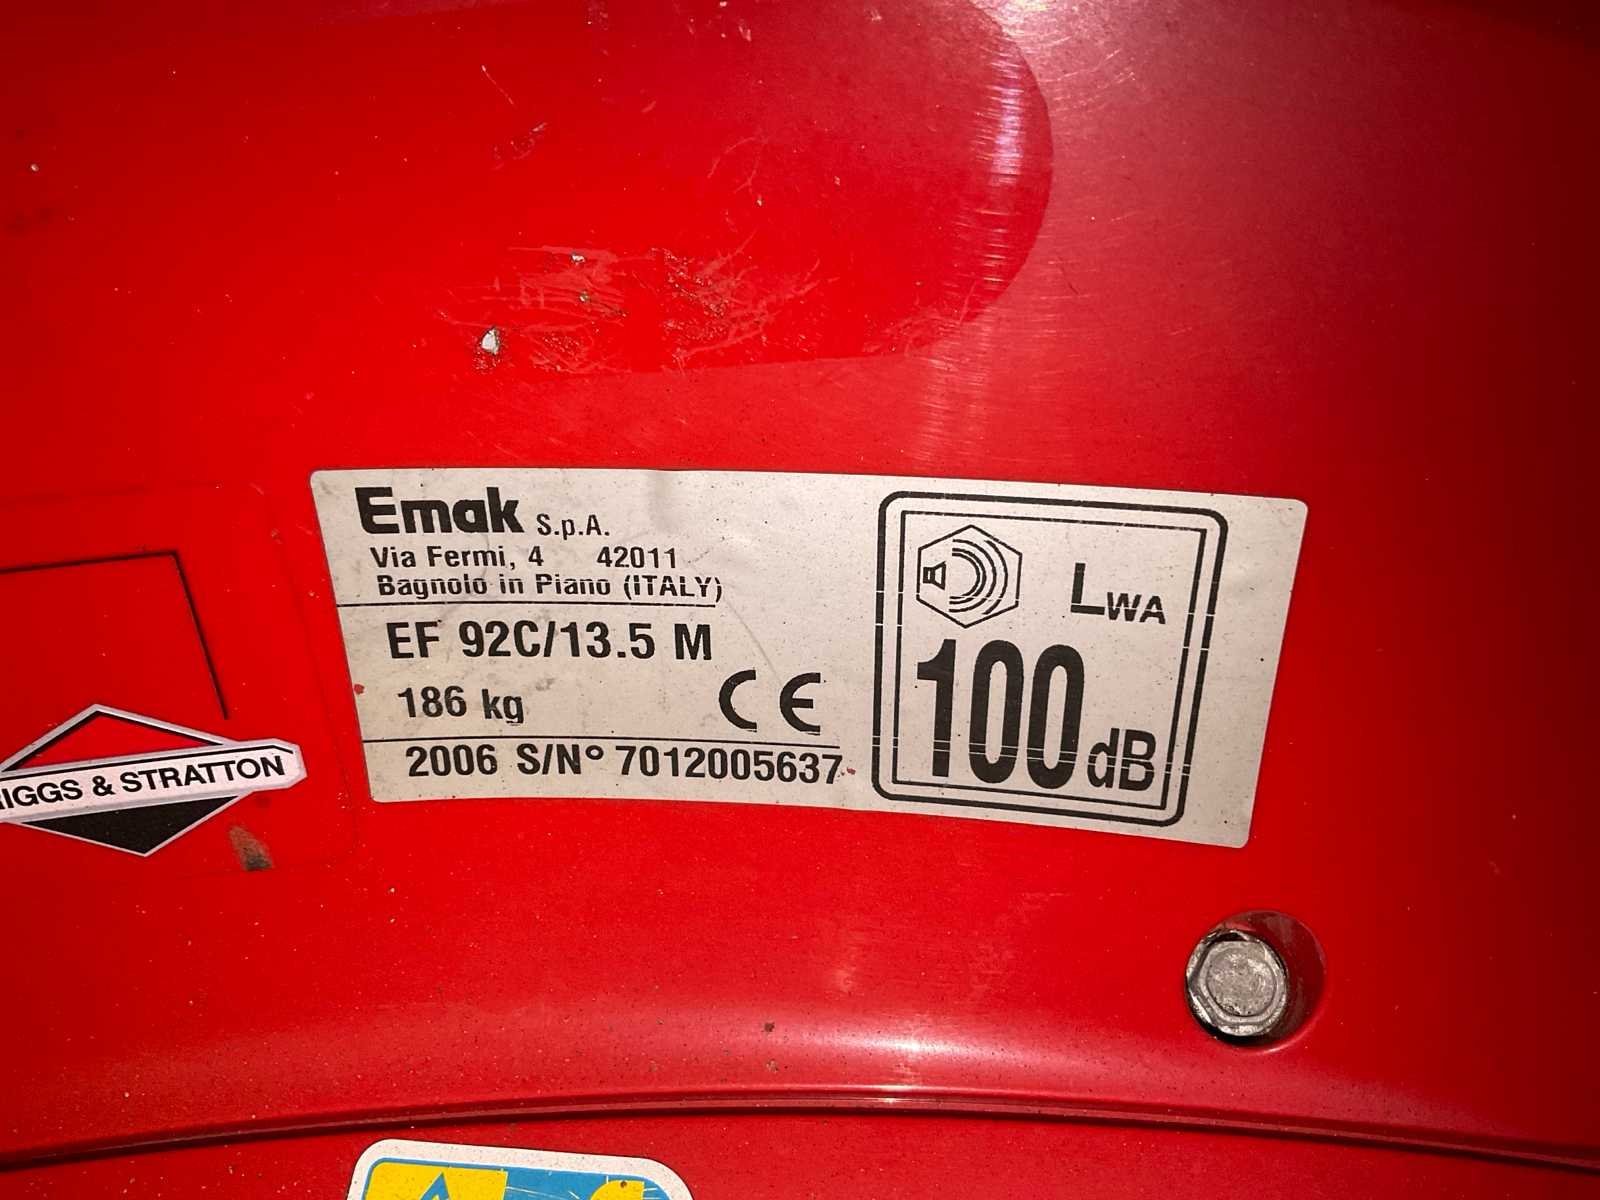 Emak S.p.A.
Via Fermi, 4 42011
Bagnolo in Piano (ITALY)
EF 92C/13.5 M
186 kg
CE
2006 S/N° 7012005637
LWA
100 dB
& STRATTON